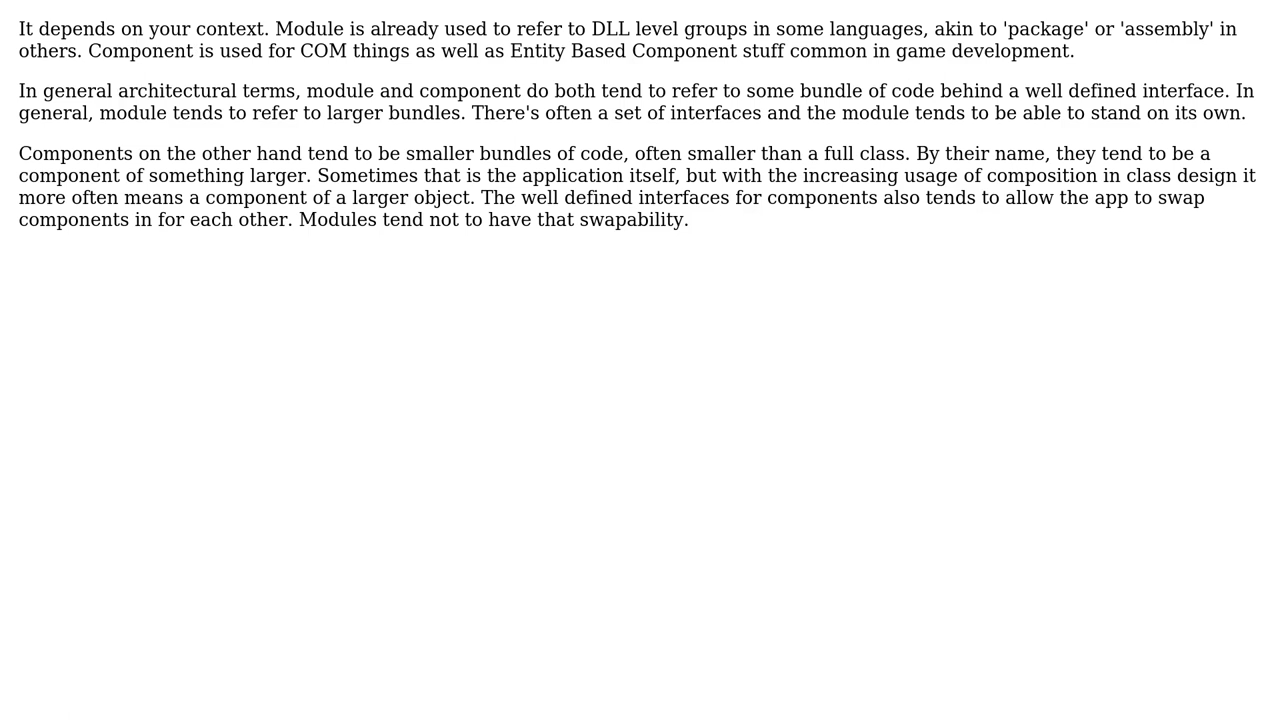 It depends on your context. Module is already used to refer to DLL level groups in some languages, akin to 'package' or 'assembly' in
others. Component is used for COM things as well as Entity Based Component stuff common in game development.
In general architectural terms, module and component do both tend to refer to some bundle of code behind a well defined interface. In
general, module tends to refer to larger bundles. There's often a set of interfaces and the module tends to be able to stand on its own.
Components on the other hand tend to be smaller bundles of code, often smaller than a full class. By their name, they tend to be a
component of something larger. Sometimes that is the application itself, but with the increasing usage of composition in class design it
more often means a component of a larger object. The well defined interfaces for components also tends to allow the app to swap
components in for each other. Modules tend not to have that swapability.